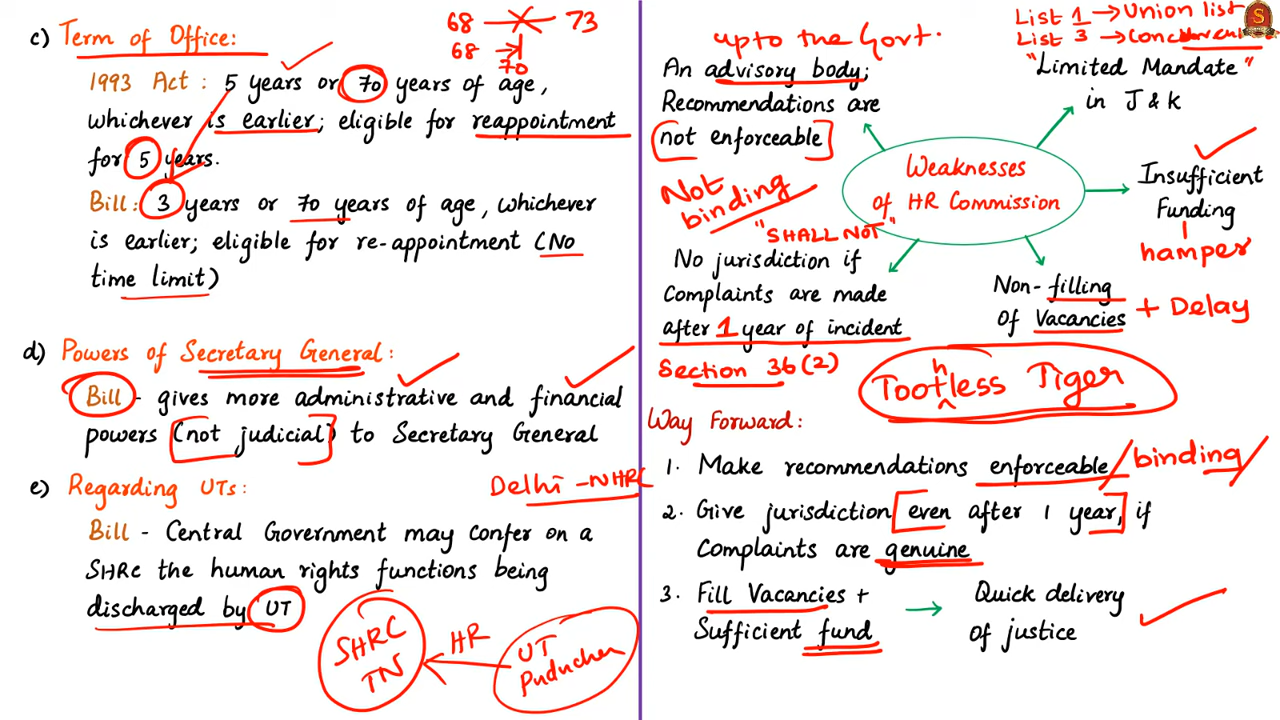 c) Term of Office:
68 73
68
70
1993 Act : 5 years or 70 years of age,
whichever is earlier; eligible for reappointment
for 5 years.
Bill: 3 years or 70 years of age, whichever
is earlier; eligible for re-appointment (No
time limit)
d) Powers of Secretary General:
Bill - gives more administrative and financial
powers (not judicial) to Secretary General
e) Regarding UTs:
Delhi - NHRC
Bill - Central Government may confer on a
SHRC the human rights functions being
discharged by UT
SHRC
TN
HR
UT
Puducherr
List 1 → Union list
List 3 →
upto the Govt.
An advisory body;
Recommendations are
not enforceable
Not
binding
"Limited Mandate"
in J & K
Weaknesses
of HR Commission
Insufficient
Funding
hamper
"SHALL NOT"
No jurisdiction if
Complaints are made
after 1 year of incident
Section 36(2)
Non-filling
of Vacancies + Delay
Toothless Tiger
Way Forward:
1. Make recommendations enforceable / binding /
2. Give jurisdiction even after 1 year, if
Complaints are genuine
3. Fill Vacancies +
Sufficient fund
→ Quick delivery
of justice
S